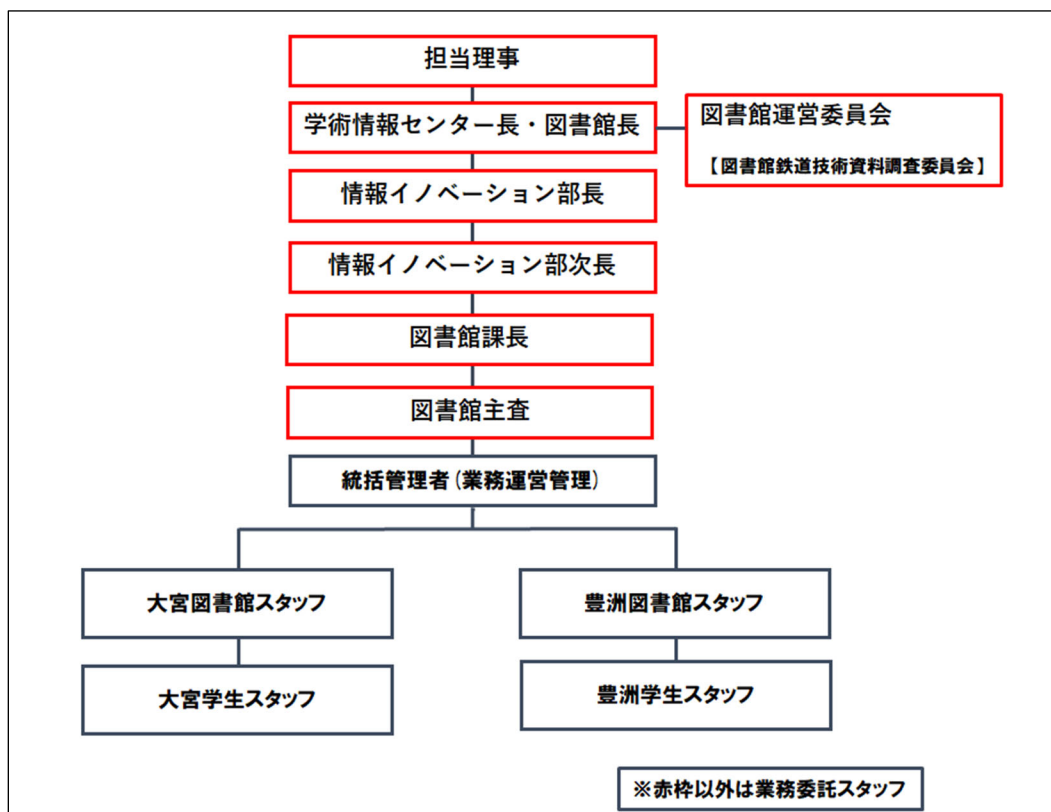 担当理事
学術情報センター長・図書館長
図書館運営委員会
【図書館鉄道技術資料調査委員会】
情報イノベーション部長
情報イノベーション部次長
図書館課長
図書館主査
統括管理者(業務運営管理)
大宮図書館スタッフ
豊洲図書館スタッフ
大宮学生スタッフ
豊洲学生スタッフ
※赤枠以外は業務委託スタッフ